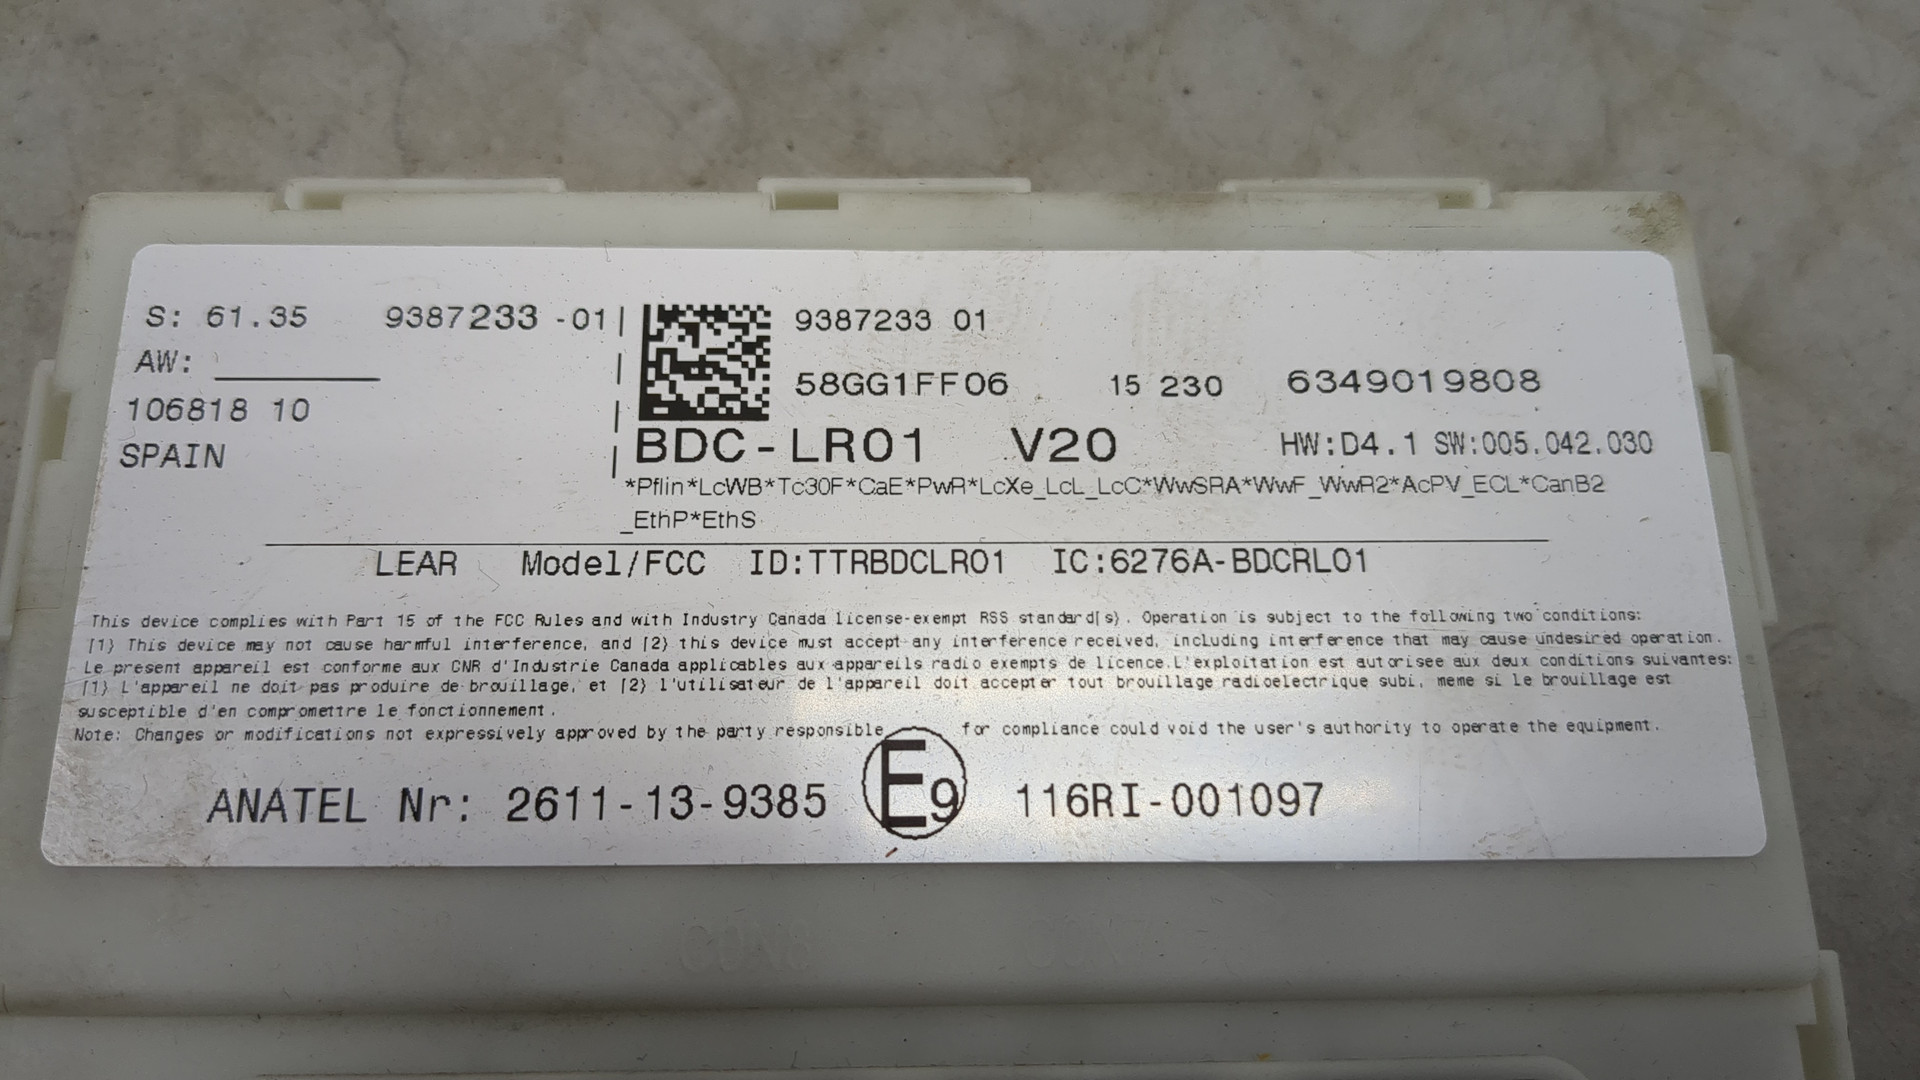 S: 61.35 9387233 -01|
AW: ________
106818 10
SPAIN
9387233 01
58GG1FF06 15 230 6349019808
BDC-LR01 V20 HW:D4.1 SW:005.042.030
*Pflin*LcWB*Tc30F*CaE*PwR*LcXe_LcL_LcC*WwSRA*WwF_WwR2*AcPV_ECL*CanB2
_EthP*EthS
LEAR Model/FCC ID:TTRBDCLR01 IC:6276A-BDCRL01
This device complies with Part 15 of the FCC Rules and with Industry Canada license-exempt RSS standard(s). Operation is subject to the following two conditions:
(1) This device may not cause harmful interference, and (2) this device must accept any interference received, including interference that may cause undesired operation.
Le present appareil est conforme aux CNR d'Industrie Canada applicables aux appareils radio exempts de licence.L'exploitation est autorisee aux deux conditions suivantes:
(1) L'appareil ne doit pas produire de brouillage, et (2) l'utilisateur de l'appareil doit accepter tout brouillage radioelectrique subi, meme si le brouillage est
susceptible d'en compromettre le fonctionnement.
Note: Changes or modifications not expressively approved by the party responsible for compliance could void the user's authority to operate the equipment.
ANATEL Nr: 2611-13-9385 E9 116RI-001097